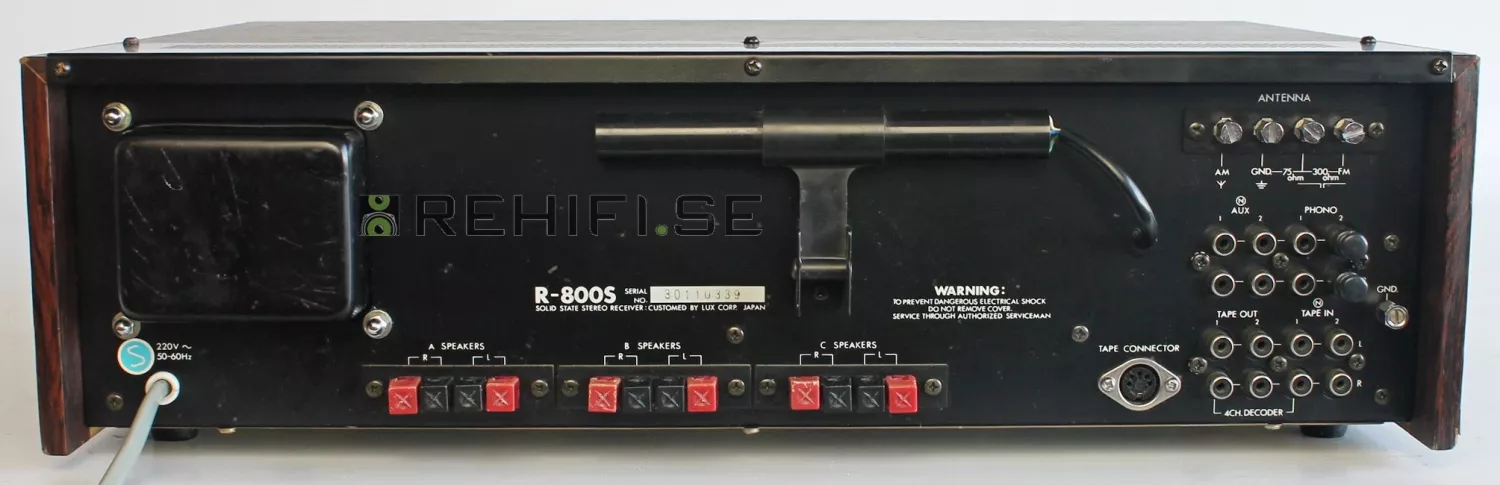 ANTENNA
AM GND. 75 ohm 300 ohm FM
N
AUX PHONO
1 2 1 2
REHIFI.SE
R-800S SERIAL NO. 30110339
SOLID STATE STEREO RECEIVER : CUSTOMED BY LUX CORP. JAPAN
WARNING:
TO PREVENT DANGEROUS ELECTRICAL SHOCK
DO NOT REMOVE COVER.
SERVICE THROUGH AUTHORIZED SERVICEMAN
GND.
N
TAPE OUT TAPE IN
1 2 1 2
S
220V ~
50-60Hz
A SPEAKERS
R L
B SPEAKERS
R L
C SPEAKERS
R L
TAPE CONNECTOR
L
R
4CH. DECODER